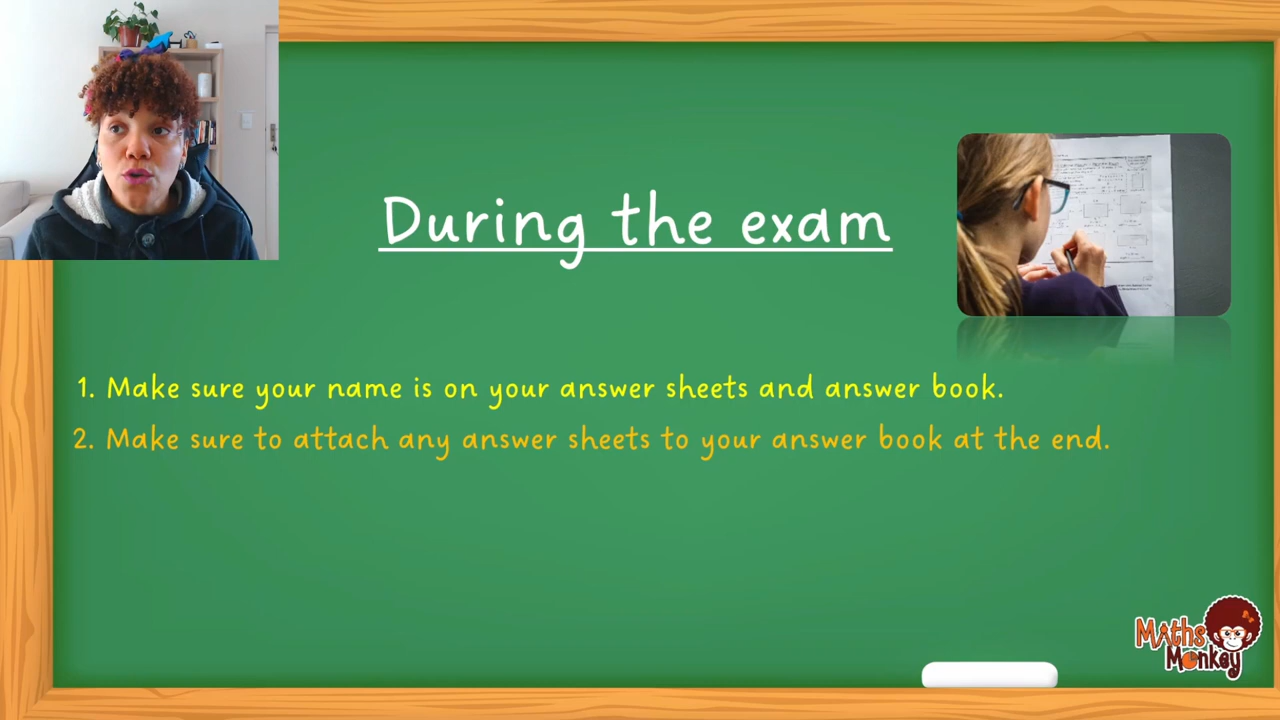 During the exam
1. Make sure your name is on your answer sheets and answer book.
2. Make sure to attach any answer sheets to your answer book at the end.
Maths
Monkey